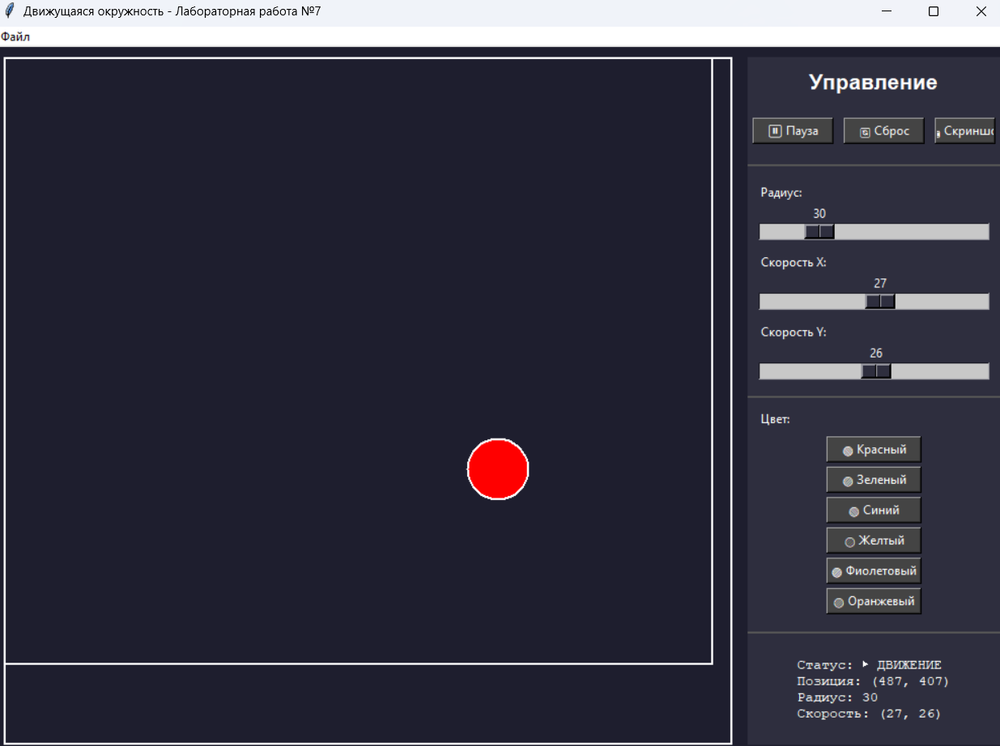 Движущаяся окружность - Лабораторная работа №7
Файл
Управление
Пауза
Сброс
Скриншо
Радиус:
30
Скорость X:
27
Скорость Y:
26
Цвет:
Красный
Зеленый
Синий
Желтый
Фиолетовый
Оранжевый
Статус: ▶ ДВИЖЕНИЕ
Позиция: (487, 407)
Радиус: 30
Скорость: (27, 26)